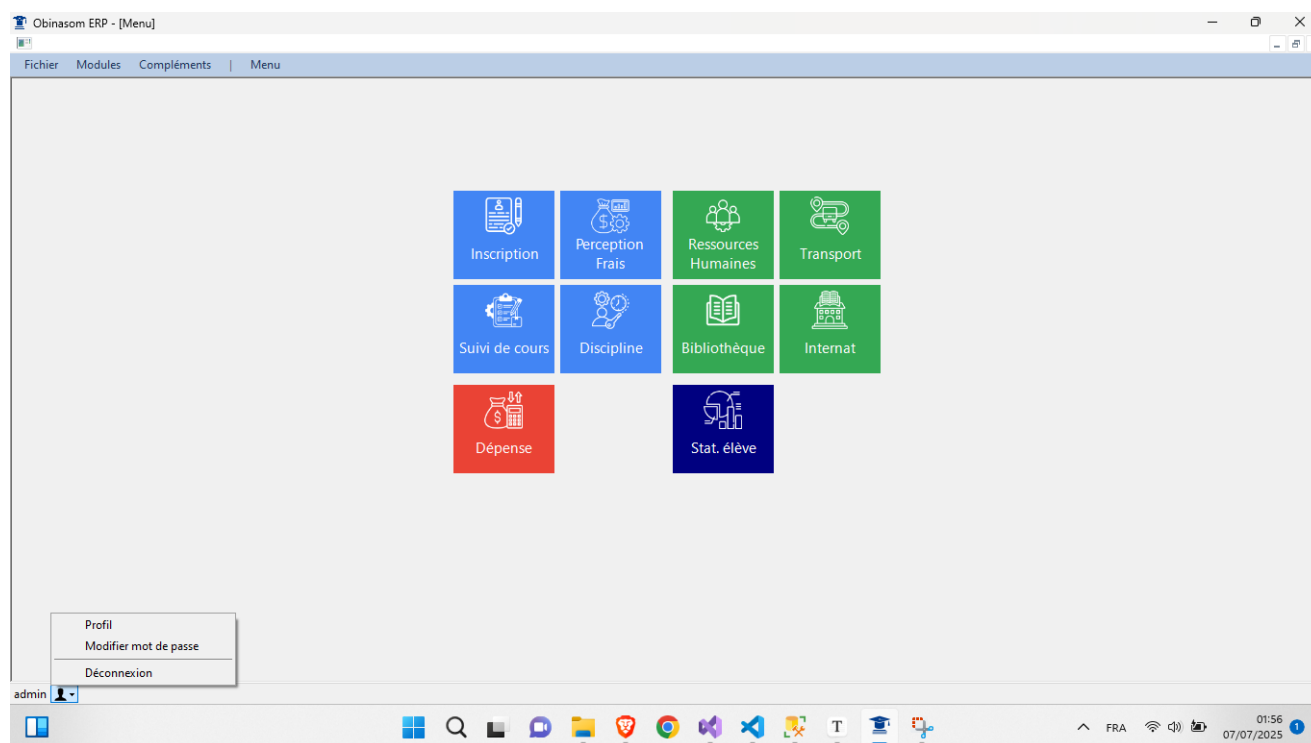 Obinasom ERP - [Menu]
Fichier Modules Compléments | Menu
Inscription
Perception
Frais
Ressources
Humaines
Transport
Suivi de cours
Discipline
Bibliothèque
Internat
Dépense
Stat. élève
Profil
Modifier mot de passe
Déconnexion
admin
T
FRA
01:56
07/07/2025
1